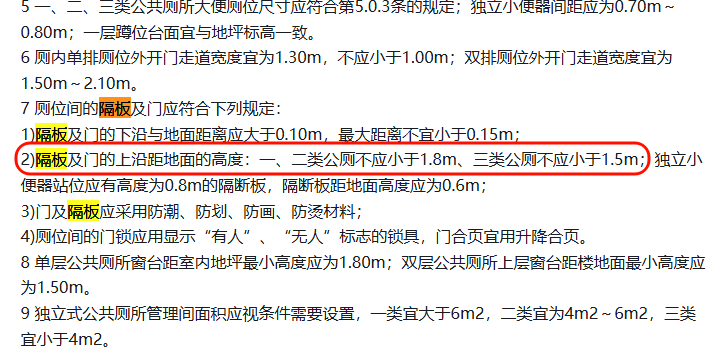 5 一、二、三类公共厕所大便厕位尺寸应符合第5.0.3条的规定；独立小便器间距应为0.70m～
0.80m；一层蹲位台面宜与地坪标高一致。
6 厕内单排厕位外开门走道宽度宜为1.30m，不应小于1.00m；双排厕位外开门走道宽度宜为
1.50m～2.10m。
7 厕位间的隔板及门应符合下列规定：
1)隔板及门的下沿与地面距离应大于0.10m，最大距离不宜小于0.15m；
2)隔板及门的上沿距地面的高度：一、二类公厕不应小于1.8m、三类公厕不应小于1.5m；独立小
便器站位应有高度为0.8m的隔断板，隔断板距地面高度应为0.6m；
3)门及隔板应采用防潮、防划、防画、防烫材料；
4)厕位间的门锁应用显示“有人”、“无人”标志的锁具，门合页宜用升降合页。
8 单层公共厕所窗台距室内地坪最小高度应为1.80m；双层公共厕所上层窗台距楼地面最小高度应
为1.50m。
9 独立式公共厕所管理间面积应视条件需要设置，一类宜大于6m2，二类宜为4m2～6m2，三类
宜小于4m2。